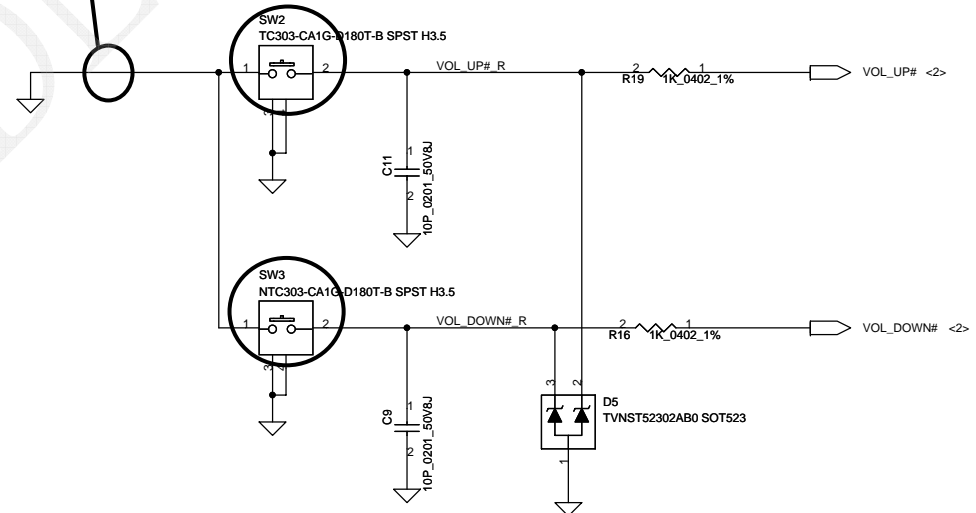 SW2
TC303-CA1G-D180T-B SPST H3.5
1
2
VOL_UP#_R
2
R19
1
1K_0402_1%
VOL_UP# <2>
1
C11
2
10P_0201_50V8J
SW3
NTC303-CA1G-D180T-B SPST H3.5
1
2
3
4
VOL_DOWN#_R
2
R16
1
1K_0402_1%
VOL_DOWN# <2>
1
C9
2
10P_0201_50V8J
3
2
D5
TVNST52302AB0 SOT523
1